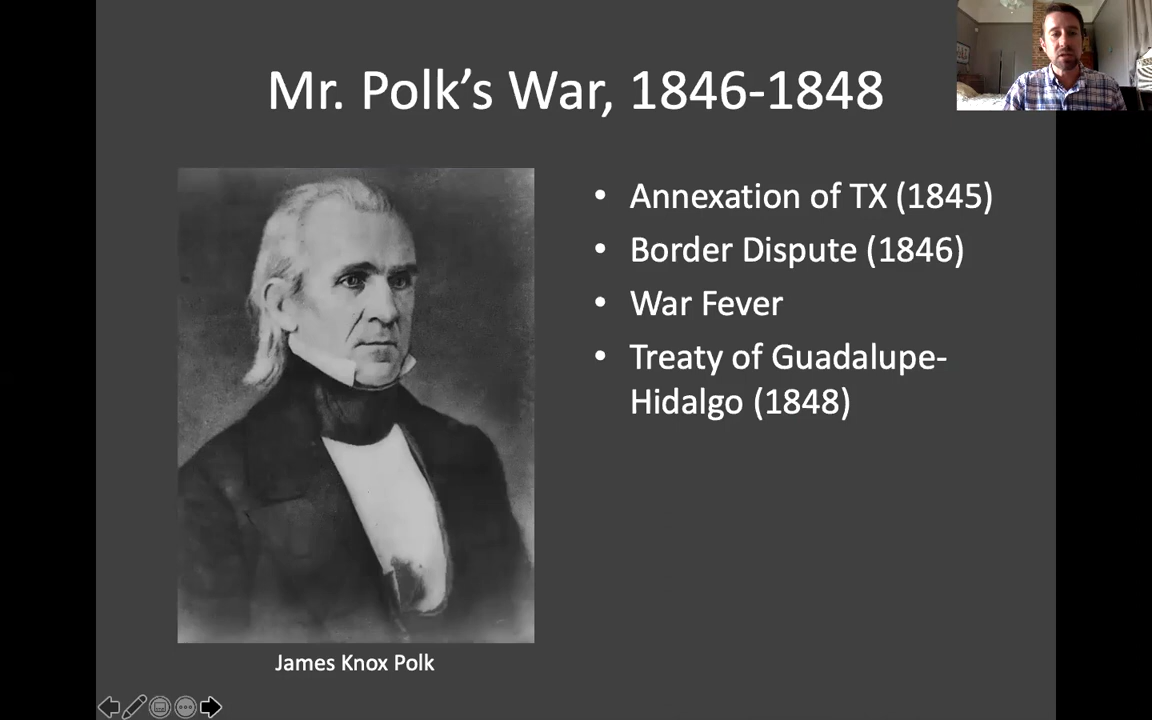 Mr. Polk’s War, 1846-1848
• Annexation of TX (1845)
• Border Dispute (1846)
• War Fever
• Treaty of Guadalupe-
Hidalgo (1848)
James Knox Polk